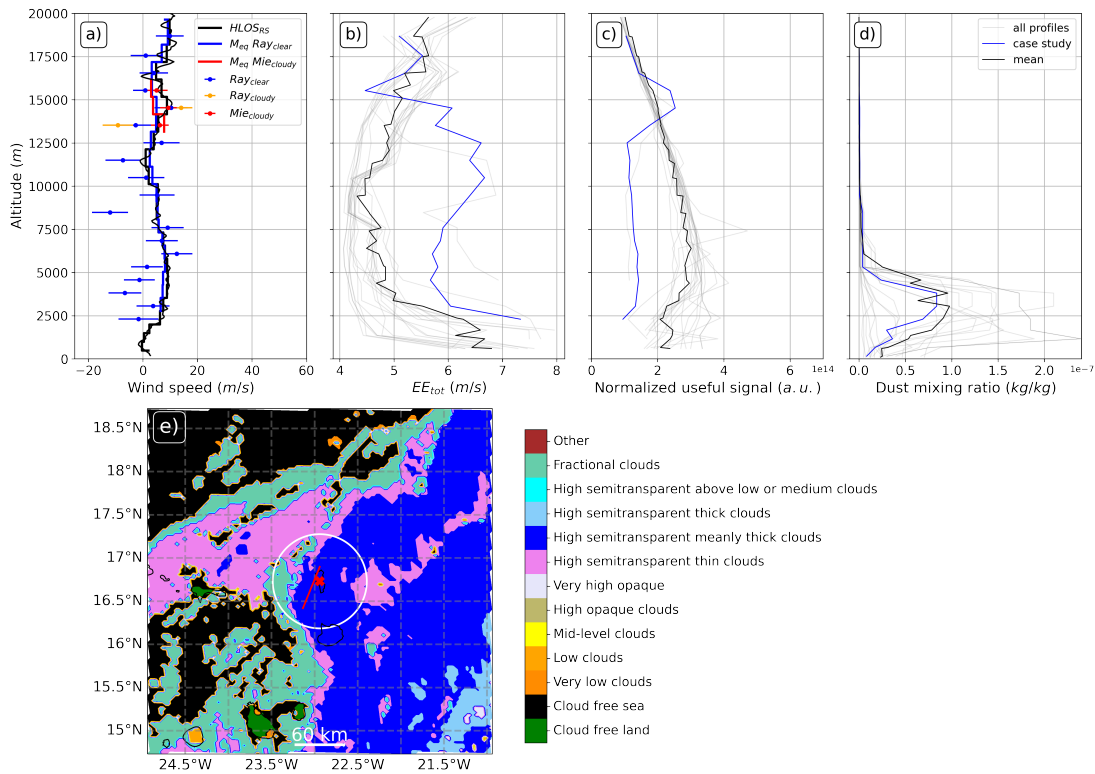 20000
17500
15000
12500
10000
7500
5000
2500
0
Altitude (m)
a)
HLOS_RS
M_eq Ray_clear
M_eq Mie_cloudy
Ray_clear
Ray_cloudy
Mie_cloudy
−20 0 20 40 60
Wind speed (m/s)
b)
4 5 6 7 8
EE_tot (m/s)
c)
0 2 4 6
1e14
Normalized useful signal (a.u.)
d)
all profiles
case study
mean
0.0 0.5 1.0 1.5 2.0
1e−7
Dust mixing ratio (kg/kg)
e)
18.5°N
18°N
17.5°N
17°N
16.5°N
16°N
15.5°N
15°N
60 km
24.5°W 23.5°W 22.5°W 21.5°W
Other
Fractional clouds
High semitransparent above low or medium clouds
High semitransparent thick clouds
High semitransparent meanly thick clouds
High semitransparent thin clouds
Very high opaque
High opaque clouds
Mid-level clouds
Low clouds
Very low clouds
Cloud free sea
Cloud free land